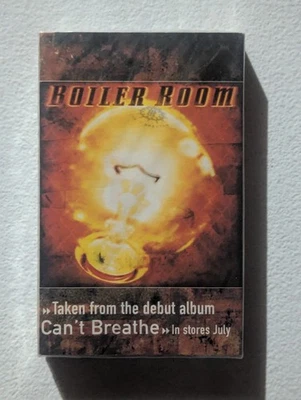 BOILER ROOM
Taken from the debut album
Can't Breathe In stores July